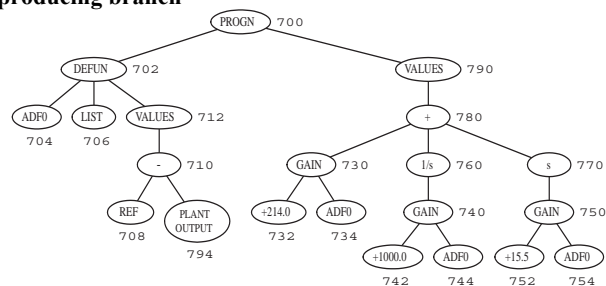 producing branch
PROGN 700
DEFUN 702 VALUES 790
ADF0 LIST VALUES 712 + 780
704 706
- 710 GAIN 730 1/s 760 s 770
REF PLANT OUTPUT +214.0 ADF0 GAIN 740 GAIN 750
708 794 732 734
+1000.0 ADF0 +15.5 ADF0
742 744 752 754